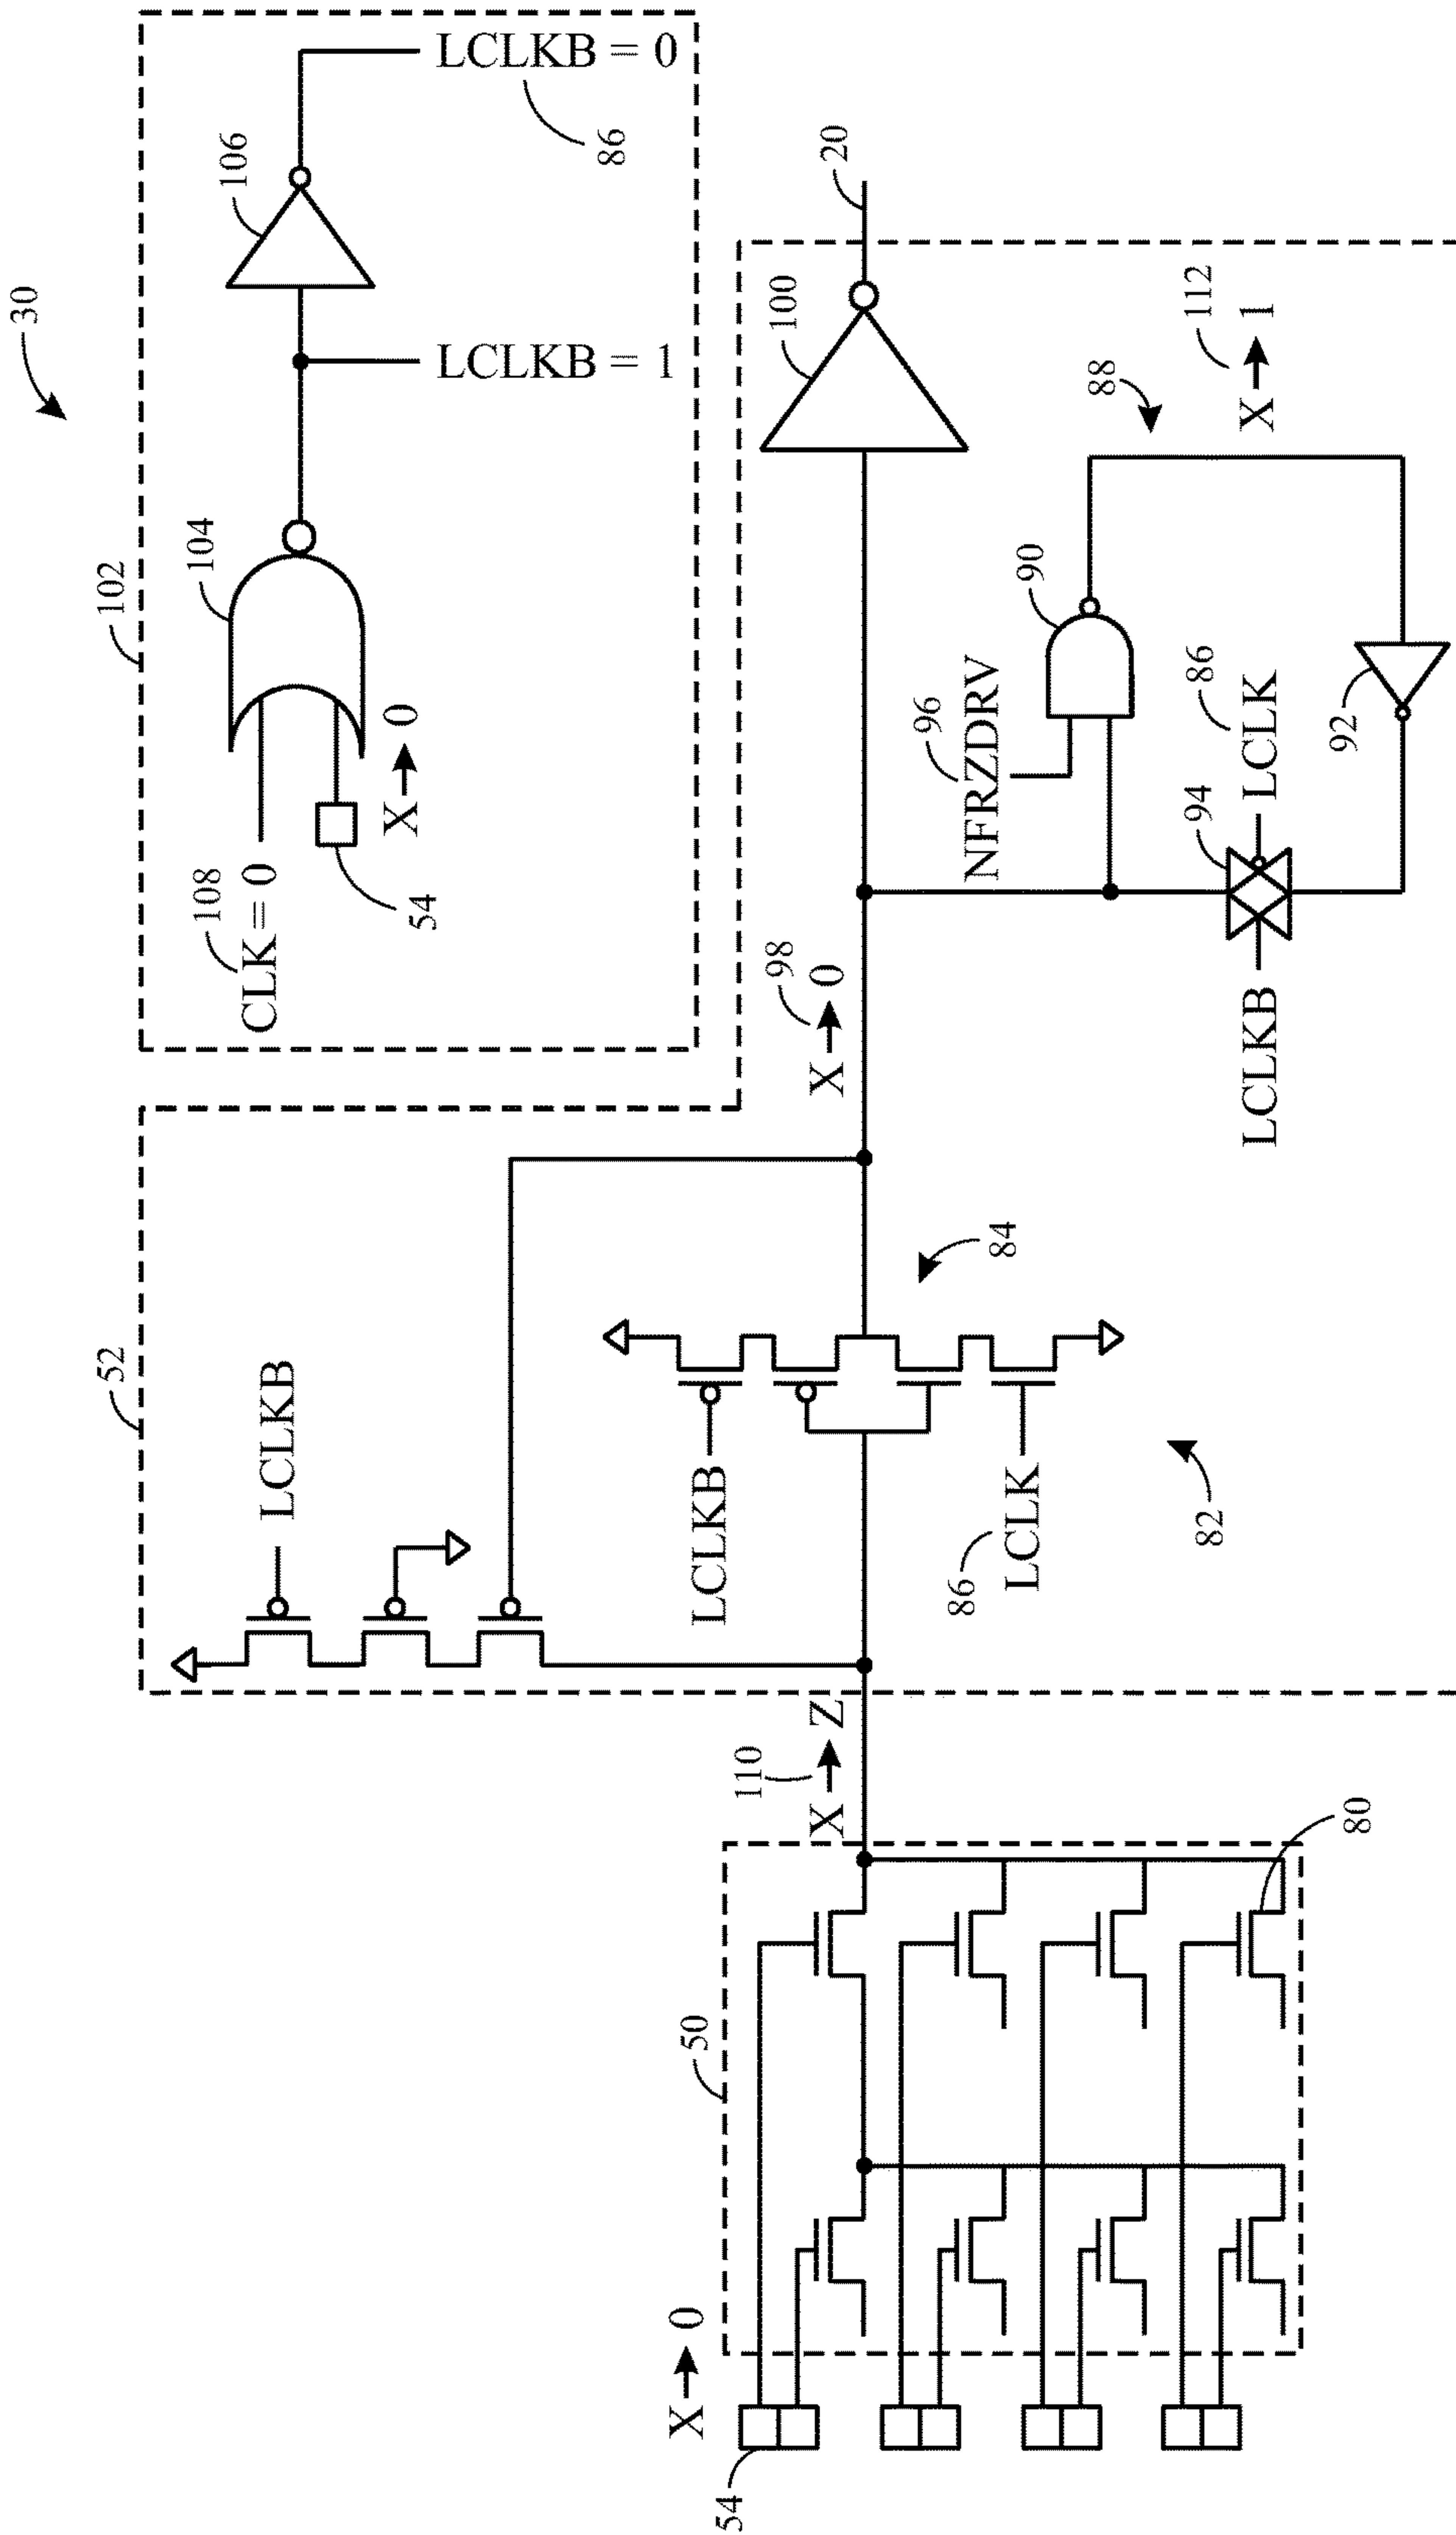 30
102
104
106
108
CLK = 0
54
X → 0
LCLKB = 1
LCLKB = 0
86
52
LCLKB
LCLKB
86
LCLK
82
84
X → 0
98
100
20
NFRZDRV
96
90
88
X → 1
112
LCLKB
94
LCLK
86
92
X → Z
110
50
X → 0
54
80